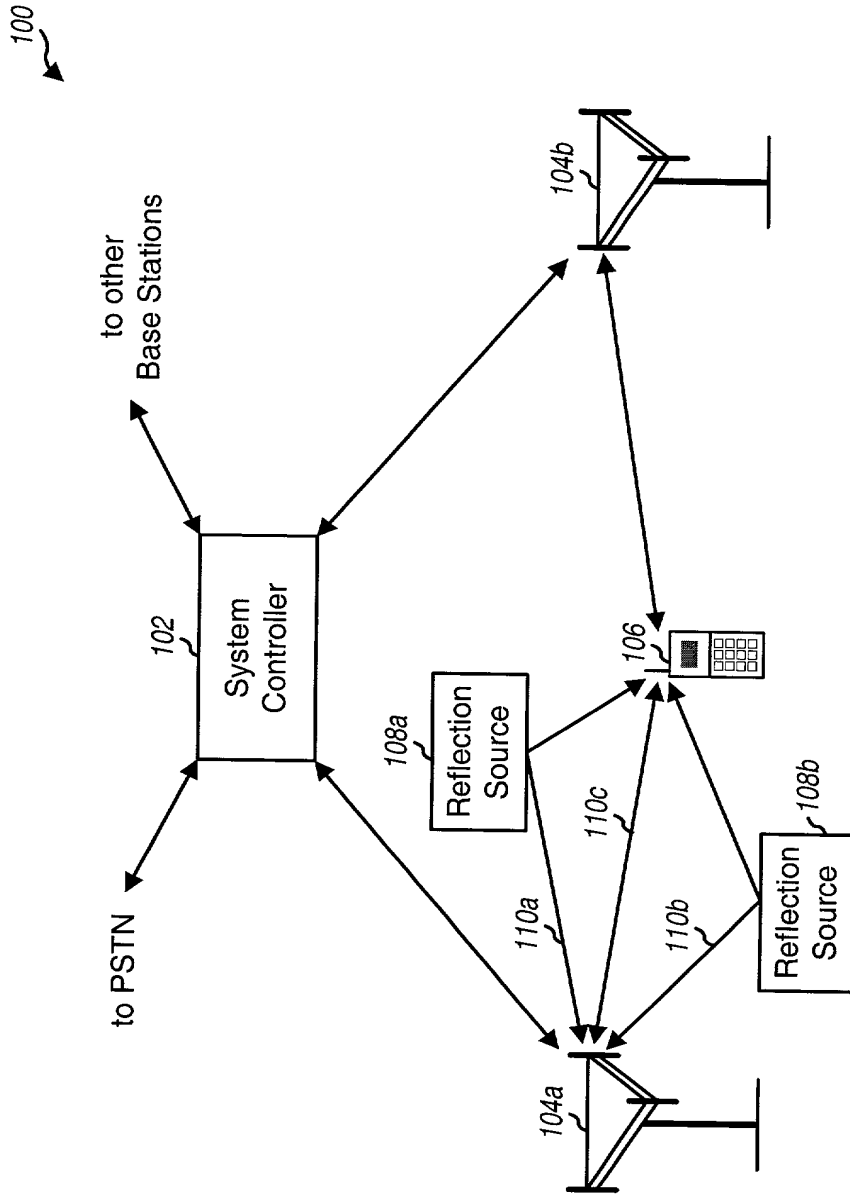 100
to other
Base Stations
to PSTN
102
System
Controller
104b
108a
Reflection
Source
106
110a
110c
104a
110b
108b
Reflection
Source